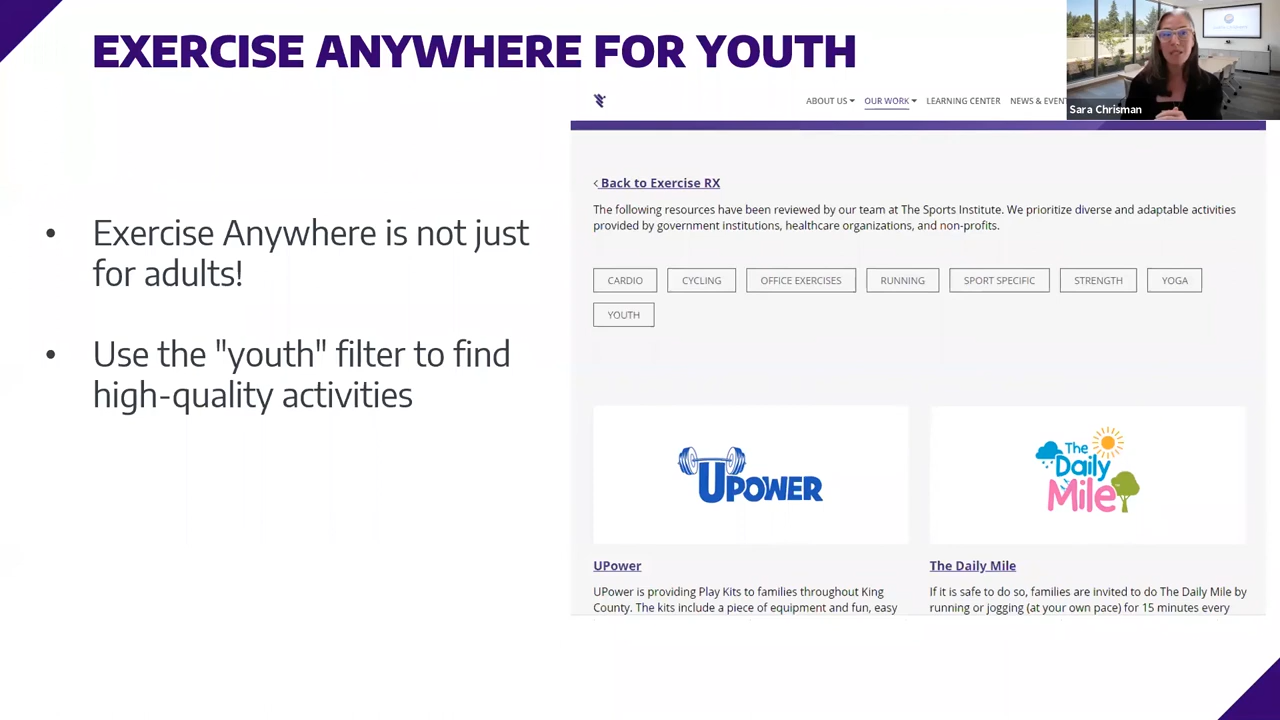 EXERCISE ANYWHERE FOR YOUTH
Sara Chrisman
ABOUT US OUR WORK LEARNING CENTER NEWS & EVENT
• Exercise Anywhere is not just
for adults!
• Use the "youth" filter to find
high-quality activities
< Back to Exercise RX
The following resources have been reviewed by our team at The Sports Institute. We prioritize diverse and adaptable activities
provided by government institutions, healthcare organizations, and non-profits.
CARDIO CYCLING OFFICE EXERCISES RUNNING SPORT SPECIFIC STRENGTH YOGA
YOUTH
UPOWER
The
Daily
Mile
UPower
UPower is providing Play Kits to families throughout King
County. The kits include a piece of equipment and fun, easy
The Daily Mile
If it is safe to do so, families are invited to do The Daily Mile by
running or jogging (at your own pace) for 15 minutes every